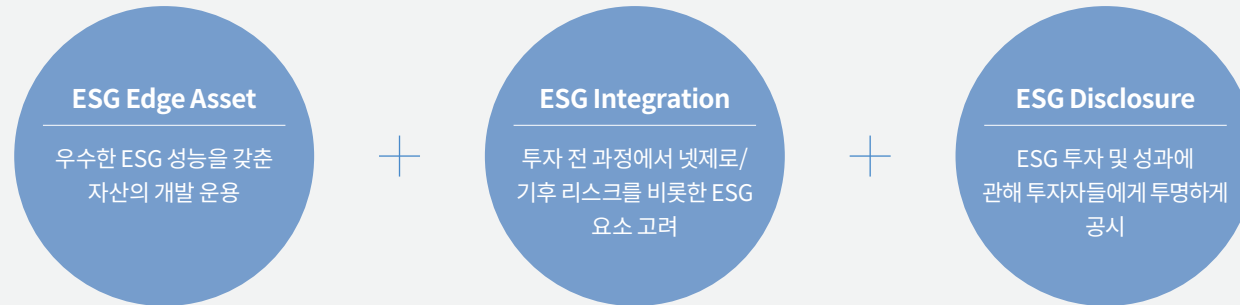 ESG Edge Asset
우수한 ESG 성능을 갖춘
자산의 개발 운용
ESG Integration
투자 전 과정에서 넷제로/
기후 리스크를 비롯한 ESG
요소 고려
ESG Disclosure
ESG 투자 및 성과에
관해 투자자들에게 투명하게
공시